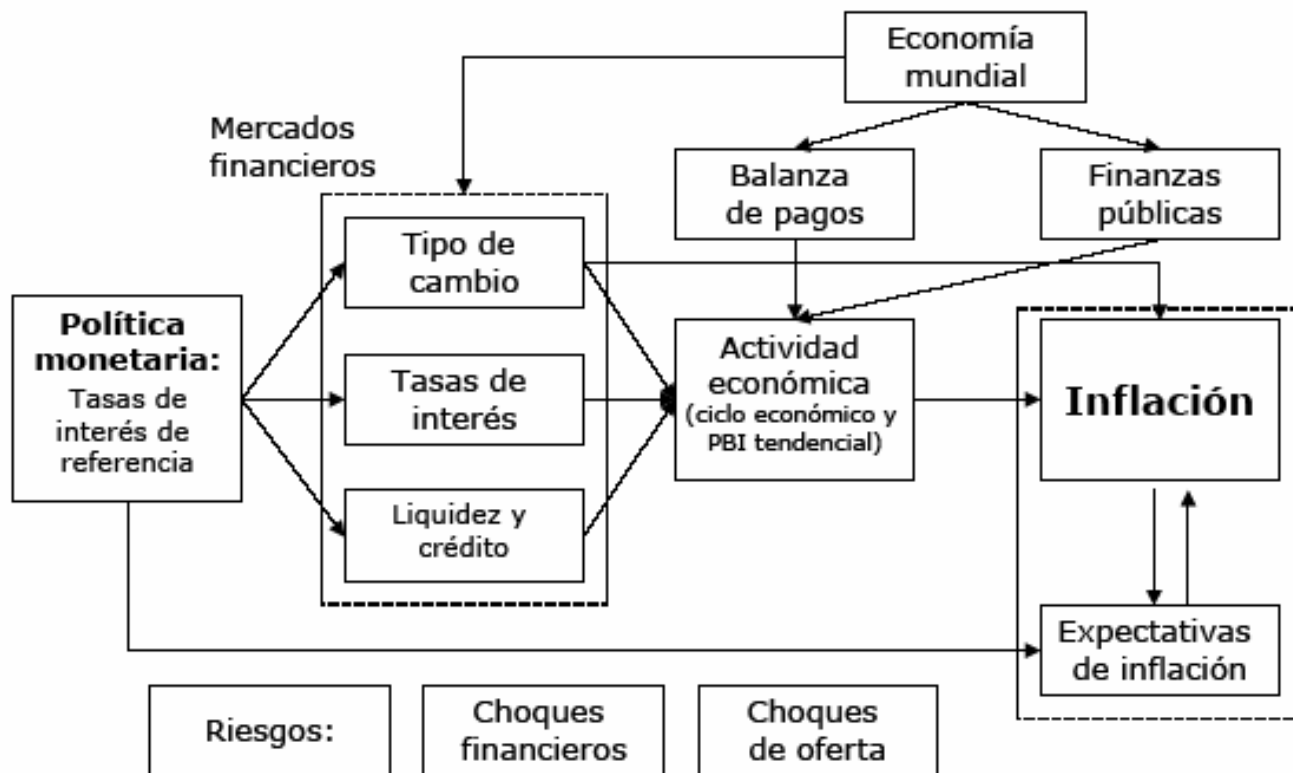 Economía
mundial
Mercados
financieros
Balanza
de pagos
Finanzas
públicas
Tipo de
cambio
Política
monetaria:
Tasas de
interés de
referencia
Tasas de
interés
Actividad
económica
(ciclo económico y
PBI tendencial)
Inflación
Liquidez y
crédito
Expectativas
de inflación
Riesgos:
Choques
financieros
Choques
de oferta